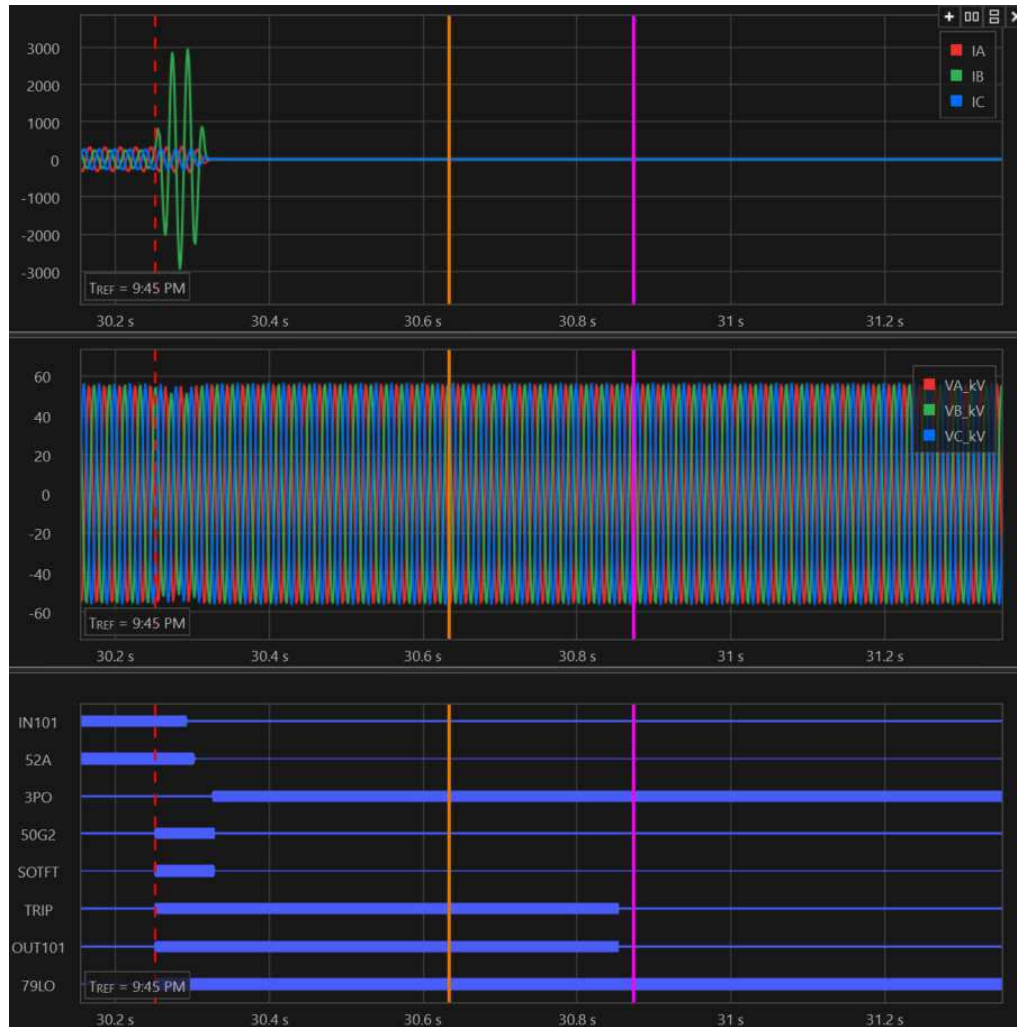 3000
2000
1000
0
-1000
-2000
-3000
IA
IB
IC
TREF = 9:45 PM
30.2 s 30.4 s 30.6 s 30.8 s 31 s 31.2 s
60
40
20
0
-20
-40
-60
VA_kV
VB_kV
VC_kV
TREF = 9:45 PM
30.2 s 30.4 s 30.6 s 30.8 s 31 s 31.2 s
IN101
52A
3PO
50G2
SOTFT
TRIP
OUT101
79LO TREF = 9:45 PM
30.2 s 30.4 s 30.6 s 30.8 s 31 s 31.2 s